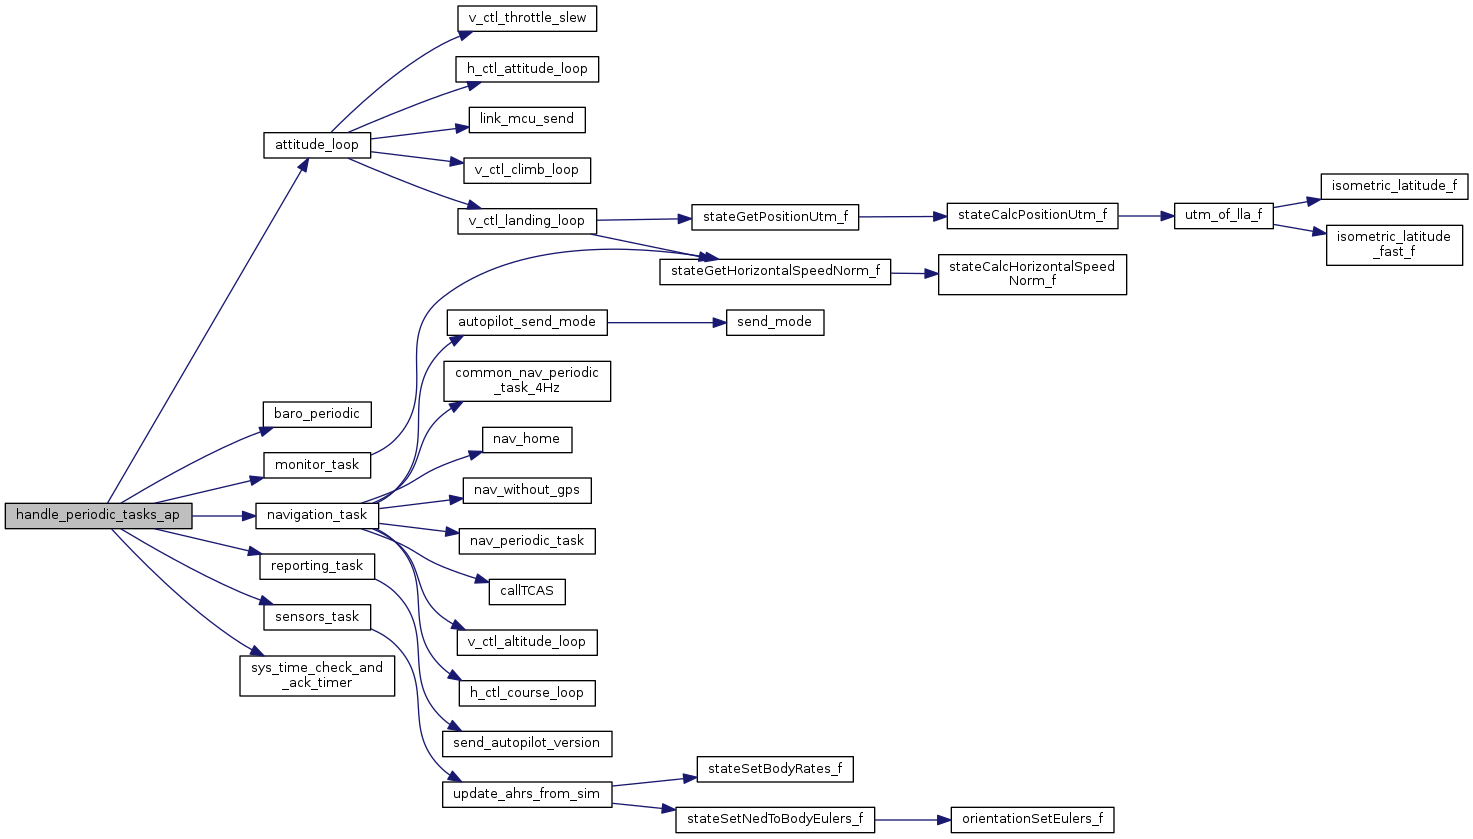 v_ctl_throttle_slew
h_ctl_attitude_loop
link_mcu_send
attitude_loop
v_ctl_climb_loop
isometric_latitude_f
v_ctl_landing_loop
stateGetPositionUtm_f
stateCalcPositionUtm_f
utm_of_lla_f
isometric_latitude
_fast_f
stateGetHorizontalSpeedNorm_f
stateCalcHorizontalSpeed
Norm_f
autopilot_send_mode
send_mode
common_nav_periodic
_task_4Hz
baro_periodic
nav_home
monitor_task
nav_without_gps
handle_periodic_tasks_ap
navigation_task
nav_periodic_task
reporting_task
callTCAS
sensors_task
v_ctl_altitude_loop
sys_time_check_and
_ack_timer
h_ctl_course_loop
send_autopilot_version
stateSetBodyRates_f
update_ahrs_from_sim
stateSetNedToBodyEulers_f
orientationSetEulers_f